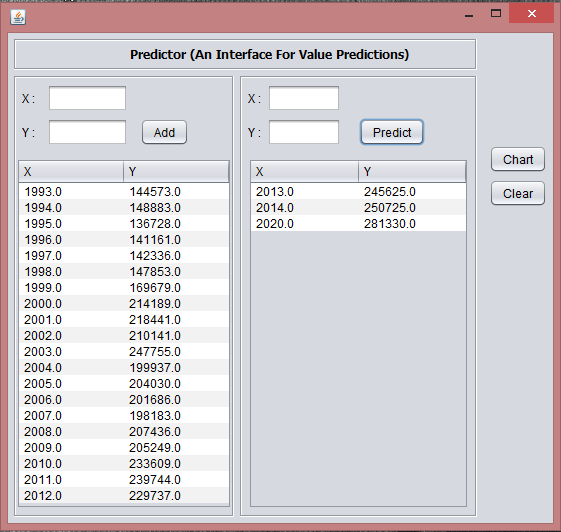 Predictor (An Interface For Value Predictions)
X :
Y :
Add
X Y
1993.0 144573.0
1994.0 148883.0
1995.0 136728.0
1996.0 141161.0
1997.0 142336.0
1998.0 147853.0
1999.0 169679.0
2000.0 214189.0
2001.0 218441.0
2002.0 210141.0
2003.0 247755.0
2004.0 199937.0
2005.0 204030.0
2006.0 201686.0
2007.0 198183.0
2008.0 207436.0
2009.0 205249.0
2010.0 233609.0
2011.0 239744.0
2012.0 229737.0
X :
Y :
Predict
X Y
2013.0 245625.0
2014.0 250725.0
2020.0 281330.0
Chart
Clear